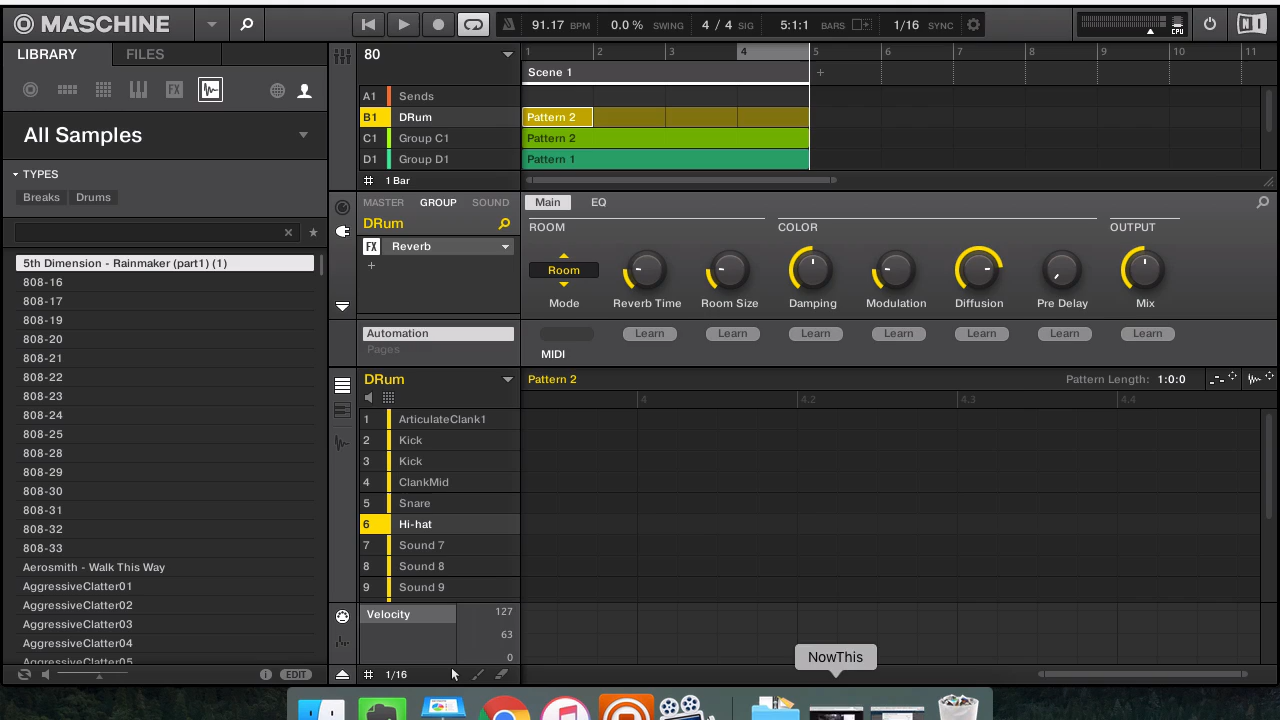 MASCHINE
91.17 BPM 0.0 % SWING 4 / 4 SIG 5:1:1 BARS 1/16 SYNC
CPU
LIBRARY FILES
80
1 2 3 4 5 6 7 8 9 10 11
FX
Scene 1 +
A1 Sends
B1 DRum Pattern 2
C1 Group C1 Pattern 2
D1 Group D1 Pattern 1
1 Bar
All Samples
TYPES
Breaks Drums
MASTER GROUP SOUND
DRum
FX Reverb
+
Main EQ
ROOM COLOR OUTPUT
Room
Mode Reverb Time Room Size Damping Modulation Diffusion Pre Delay Mix
Automation
Pages
Learn Learn Learn Learn Learn Learn Learn
MIDI
5th Dimension - Rainmaker (part1) (1)
808-16
808-17
808-19
808-20
808-21
808-22
808-23
808-24
808-25
808-28
808-29
808-30
808-31
808-32
808-33
Aerosmith - Walk This Way
AggressiveClatter01
AggressiveClatter02
AggressiveClatter03
AggressiveClatter04
AggressiveClatter05
EDIT
DRum
Pattern 2 Pattern Length: 1:0:0
4 4.2 4.3 4.4
1 ArticulateClank1
2 Kick
3 Kick
4 ClankMid
5 Snare
6 Hi-hat
7 Sound 7
8 Sound 8
9 Sound 9
Velocity
127
63
0
1/16
NowThis